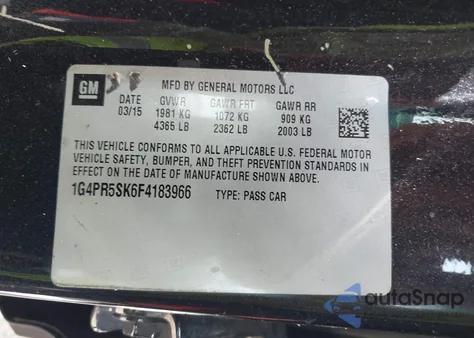 GM
MFD BY GENERAL MOTORS LLC
DATE GVWR GAWR FRT GAWR RR
03/15 1981 KG 1072 KG 909 KG
4365 LB 2362 LB 2003 LB
THIS VEHICLE CONFORMS TO ALL APPLICABLE U.S. FEDERAL MOTOR
VEHICLE SAFETY, BUMPER, AND THEFT PREVENTION STANDARDS IN
EFFECT ON THE DATE OF MANUFACTURE SHOWN ABOVE.
1G4PR5SK6F4183966 TYPE: PASS CAR
autoSnap